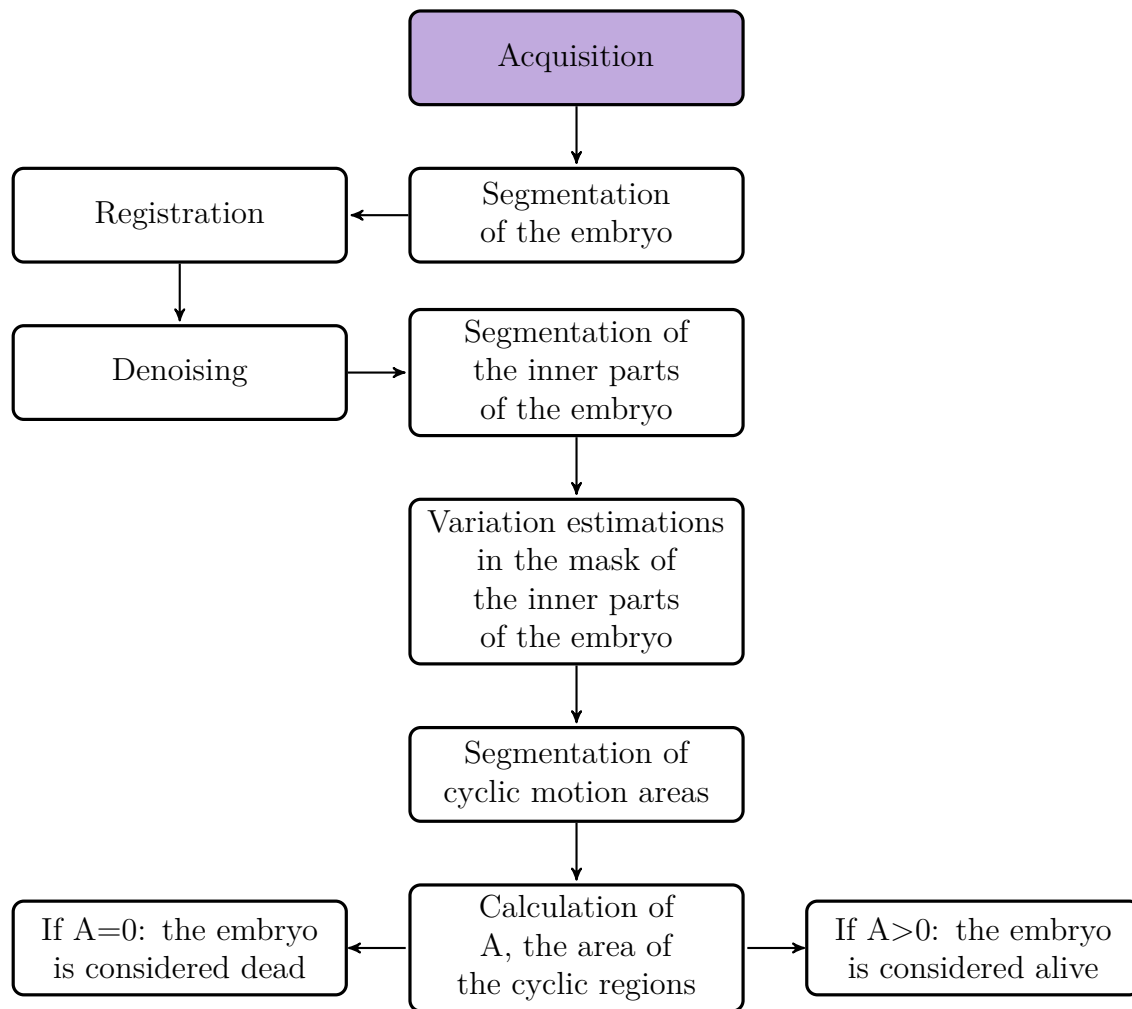 Acquisition
Segmentation
of the embryo
Registration
Denoising
Segmentation of
the inner parts
of the embryo
Variation estimations
in the mask of
the inner parts
of the embryo
Segmentation of
cyclic motion areas
Calculation of
A, the area of
the cyclic regions
If A=0: the embryo
is considered dead
If A>0: the embryo
is considered alive